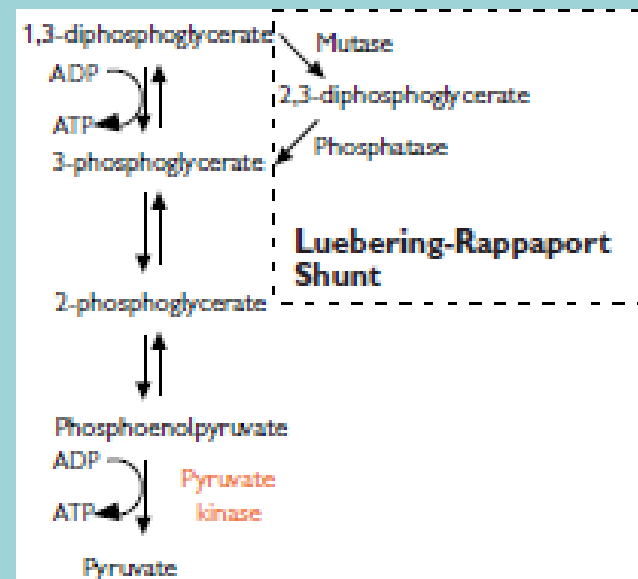 1,3-diphosphoglycerate
Mutase
ADP
2,3-diphosphoglycerate
ATP
Phosphatase
3-phosphoglycerate
Luebering-Rappaport
Shunt
2-phosphoglycerate
Phosphoenolpyruvate
ADP
Pyruvate
kinase
ATP
Pyruvate